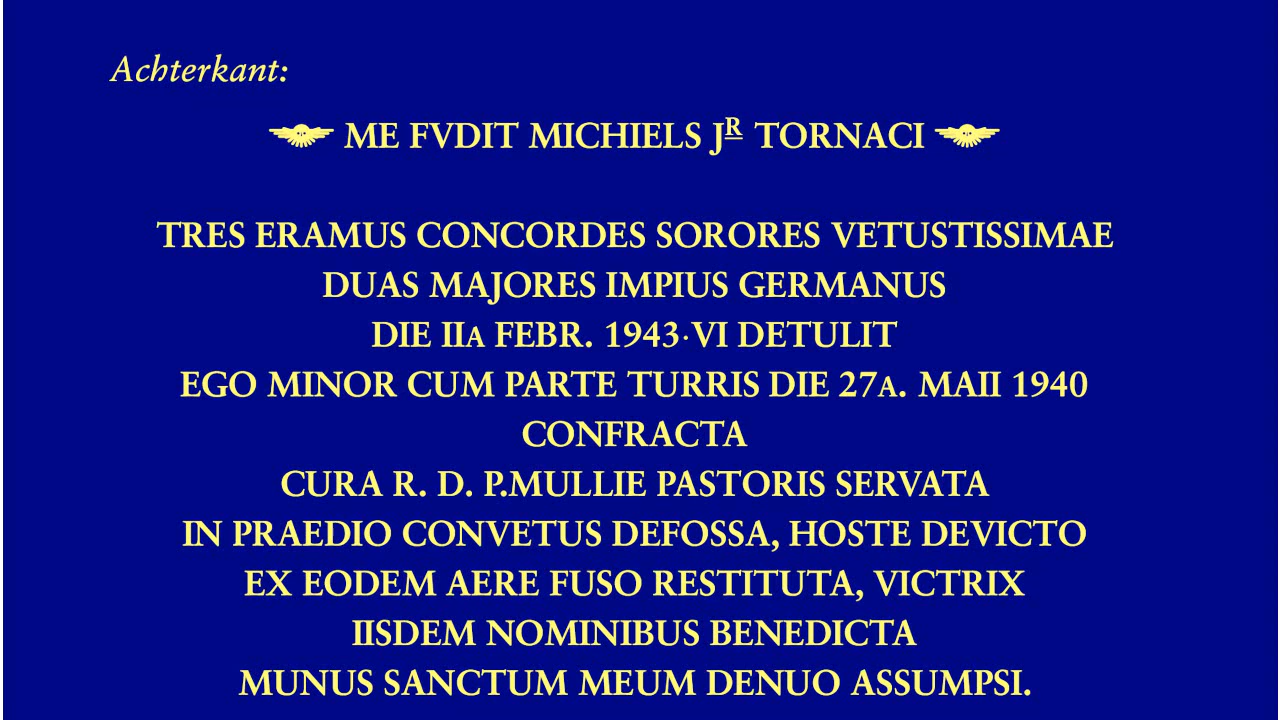 Achterkant:
ME FVDIT MICHIELS Jᴿ TORNACI
TRES ERAMUS CONCORDES SORORES VETUSTISSIMAE
DUAS MAJORES IMPIUS GERMANUS
DIE IIA FEBR. 1943·VI DETULIT
EGO MINOR CUM PARTE TURRIS DIE 27A. MAII 1940
CONFRACTA
CURA R. D. P.MULLIE PASTORIS SERVATA
IN PRAEDIO CONVETUS DEFOSSA, HOSTE DEVICTO
EX EODEM AERE FUSO RESTITUTA, VICTRIX
IISDEM NOMINIBUS BENEDICTA
MUNUS SANCTUM MEUM DENUO ASSUMPSI.